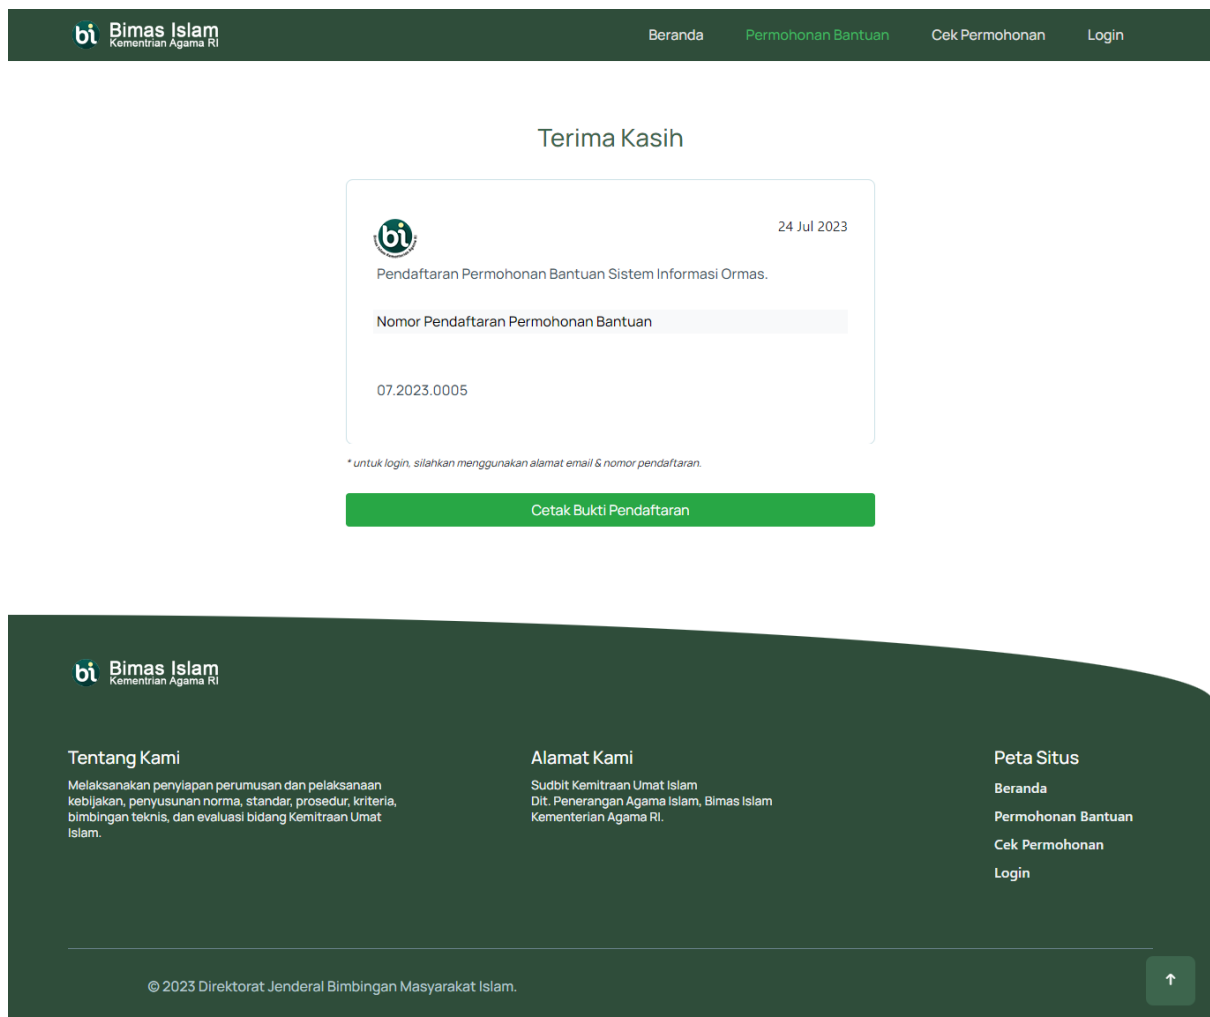 bi Bimas Islam
Kementrian Agama RI
Beranda
Permohonan Bantuan
Cek Permohonan
Login
Terima Kasih
bi
24 Jul 2023
Pendaftaran Permohonan Bantuan Sistem Informasi Ormas.
Nomor Pendaftaran Permohonan Bantuan
07.2023.0005
* untuk login, silahkan menggunakan alamat email & nomor pendaftaran.
Cetak Bukti Pendaftaran
bi Bimas Islam
Kementrian Agama RI
Tentang Kami
Melaksanakan penyiapan perumusan dan pelaksanaan
kebijakan, penyusunan norma, standar, prosedur, kriteria,
bimbingan teknis, dan evaluasi bidang Kemitraan Umat
Islam.
Alamat Kami
Sudbit Kemitraan Umat Islam
Dit. Penerangan Agama Islam, Bimas Islam
Kementerian Agama RI.
Peta Situs
Beranda
Permohonan Bantuan
Cek Permohonan
Login
© 2023 Direktorat Jenderal Bimbingan Masyarakat Islam.